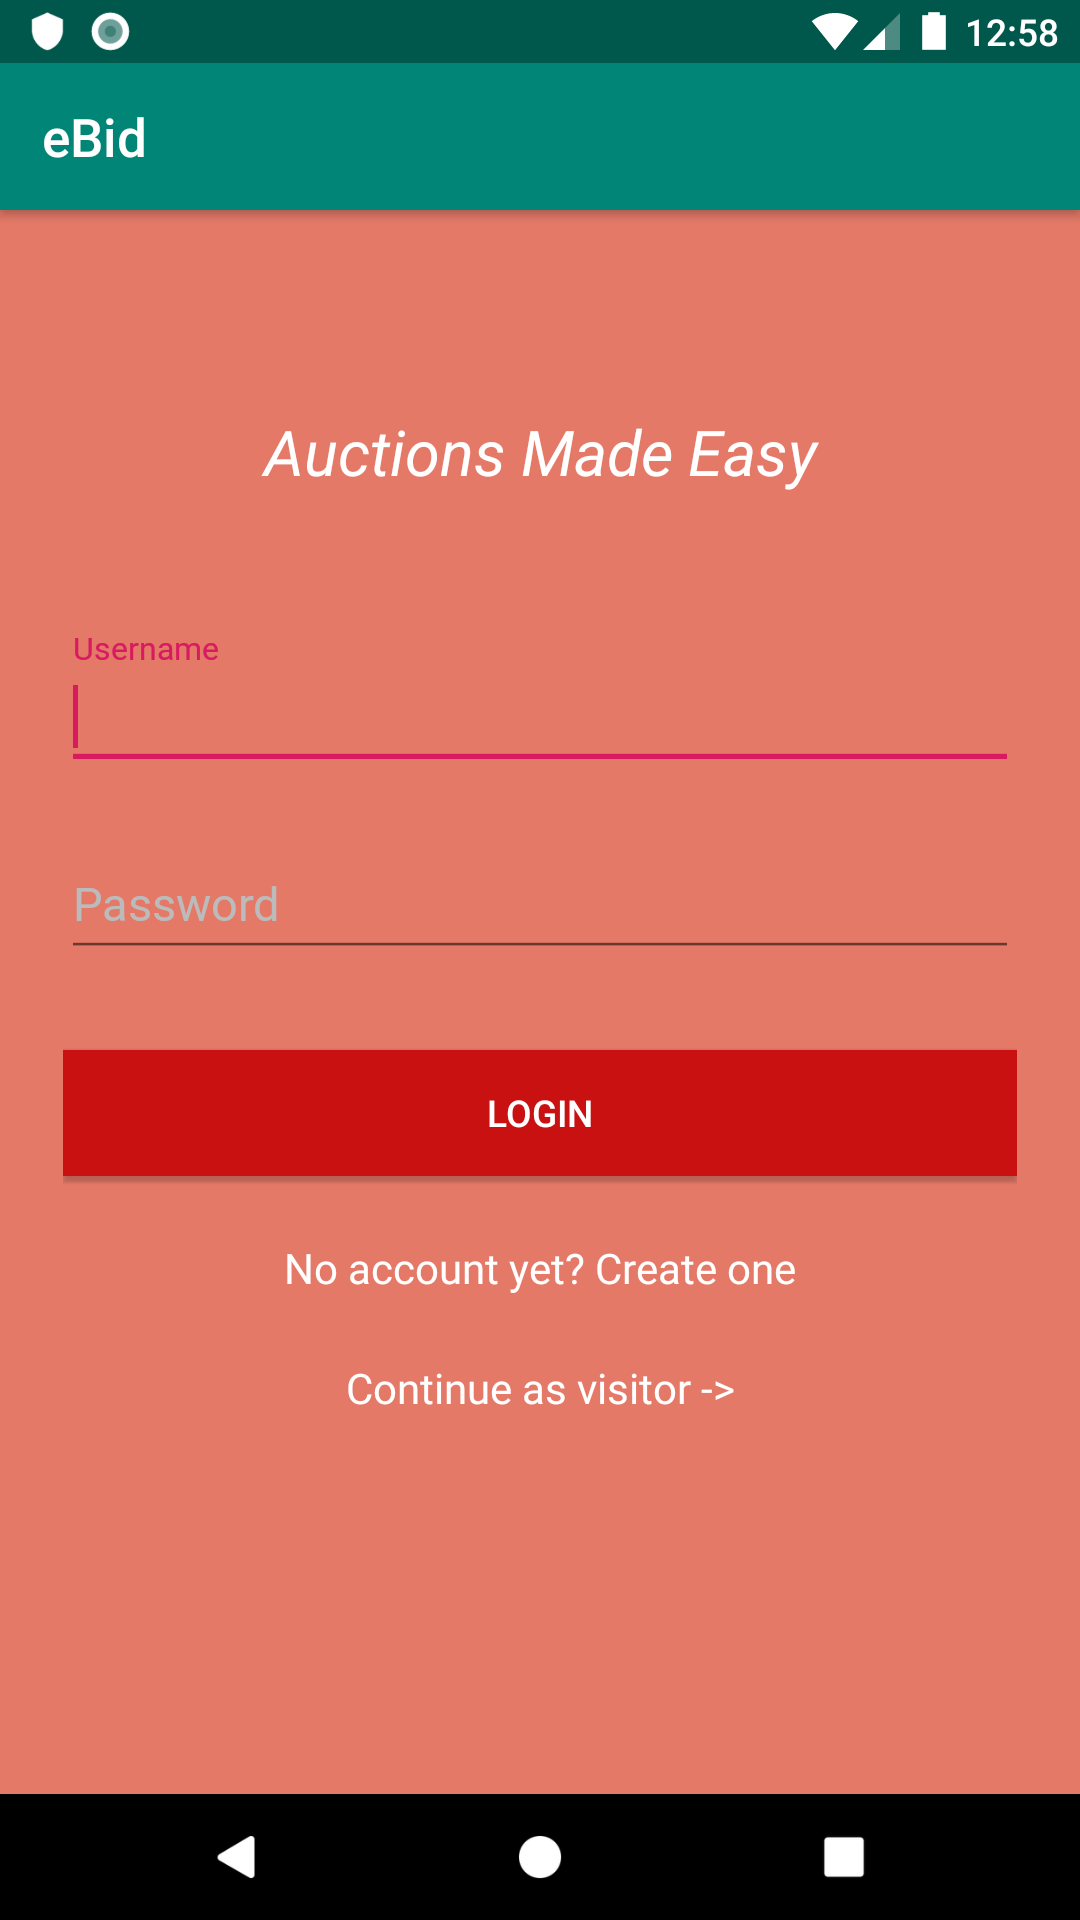 12:58
eBid
Auctions Made Easy
Username
Password
LOGIN
No account yet? Create one
Continue as visitor ->